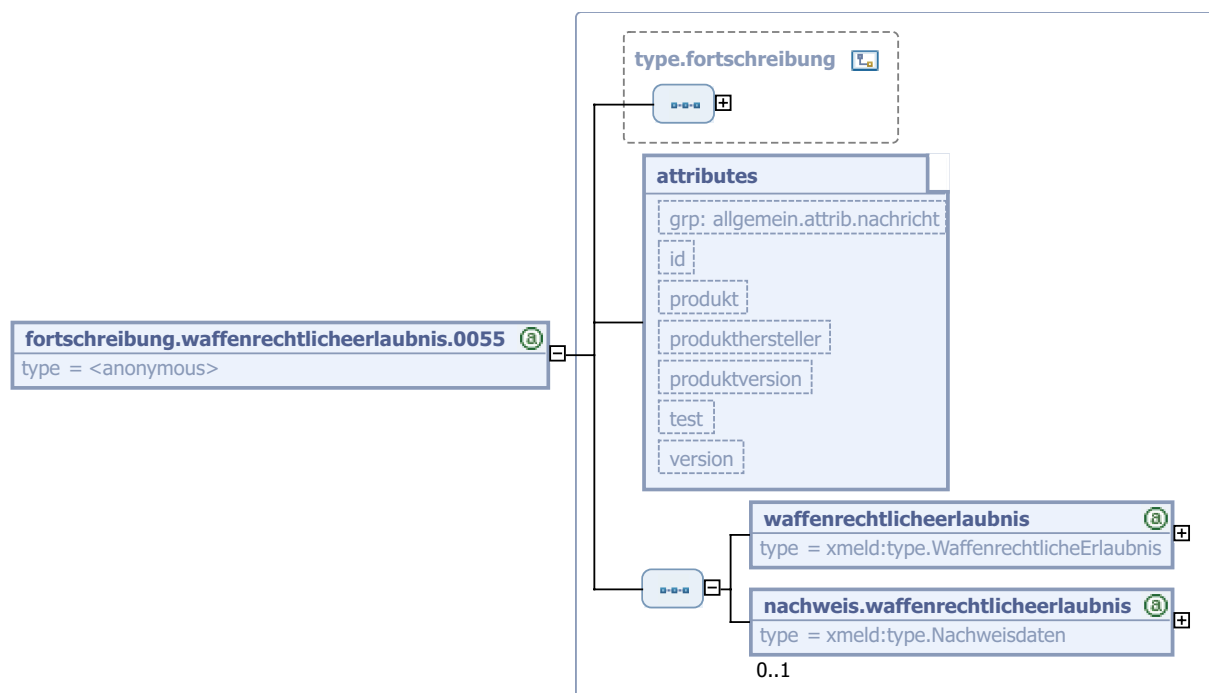 type.fortschreibung
attributes
grp: allgemein.attrib.nachricht
id
produkt
produkthersteller
produktversion
test
version
fortschreibung.waffenrechtlicheerlaubnis.0055 @
type = <anonymous>
waffenrechtlicheerlaubnis @
type = xmeld:type.WaffenrechtlicheErlaubnis
nachweis.waffenrechtlicheerlaubnis @
type = xmeld:type.Nachweisdaten
0..1